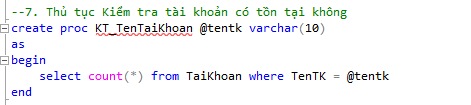 --7. Thủ tục Kiểm tra tài khoản có tồn tại không
create proc KT_TenTaiKhoan @tentk varchar(10)
as
begin
    select count(*) from TaiKhoan where TenTK = @tentk
end